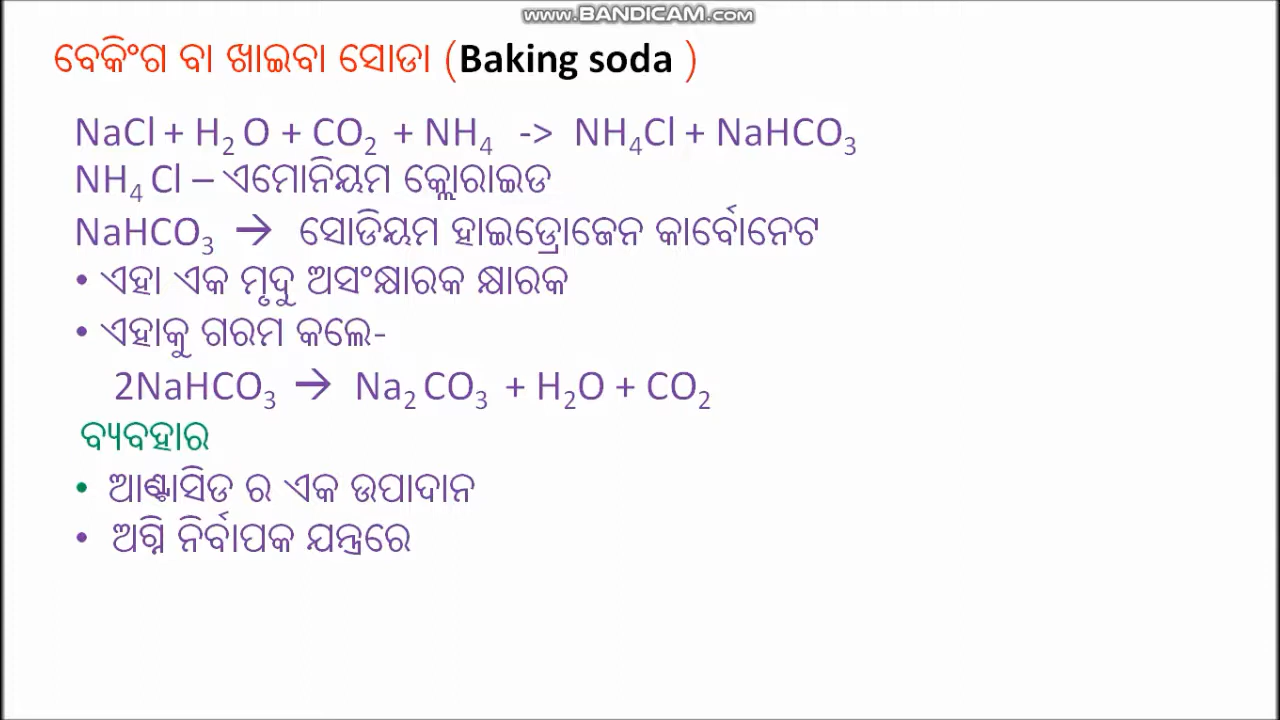 www.BANDICAM.com
ବେକିଂଗ ବା ଖାଇବା ସୋଡା (Baking soda )
NaCl + H₂ O + CO₂ + NH₄ -> NH₄Cl + NaHCO₃
NH₄ Cl – ଏମୋନିୟମ କ୍ଲୋରାଇଡ
NaHCO₃ → ସୋଡିୟମ ହାଇଡ୍ରୋଜେନ କାର୍ବୋନେଟ
• ଏହା ଏକ ମୃଦୁ ଅସଂକ୍ଷାରକ କ୍ଷାରକ
• ଏହାକୁ ଗରମ କଲେ-
2NaHCO₃ → Na₂ CO₃ + H₂O + CO₂
ବ୍ୟବହାର
• ଆଣ୍ଟାସିଡ ର ଏକ ଉପାଦାନ
• ଅଗ୍ନି ନିର୍ବାପକ ଯନ୍ତ୍ରରେ